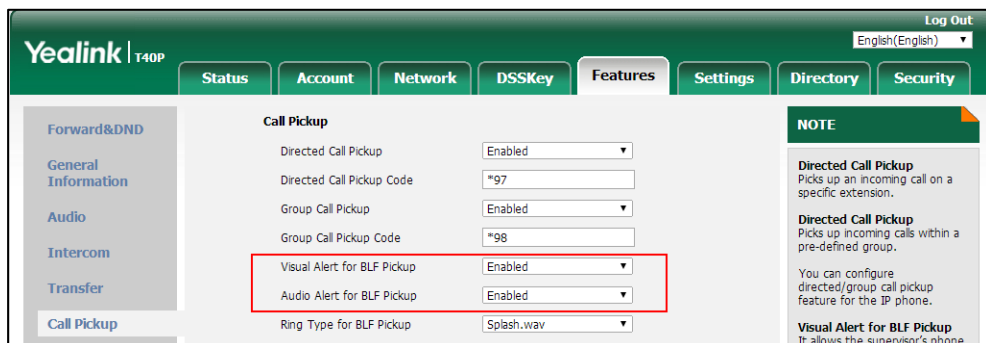 Log Out
English(English)
Yealink | T40P
Status Account Network DSSKey Features Settings Directory Security
Forward&DND
General
Information
Audio
Intercom
Transfer
Call Pickup
Call Pickup
Directed Call Pickup Enabled
Directed Call Pickup Code *97
Group Call Pickup Enabled
Group Call Pickup Code *98
Visual Alert for BLF Pickup Enabled
Audio Alert for BLF Pickup Enabled
Ring Type for BLF Pickup Splash.wav
NOTE
Directed Call Pickup
Picks up an incoming call on a
specific extension.
Directed Call Pickup
Picks up incoming calls within a
pre-defined group.
You can configure
directed/group call pickup
feature for the IP phone.
Visual Alert for BLF Pickup
It allows the supervisor's phone